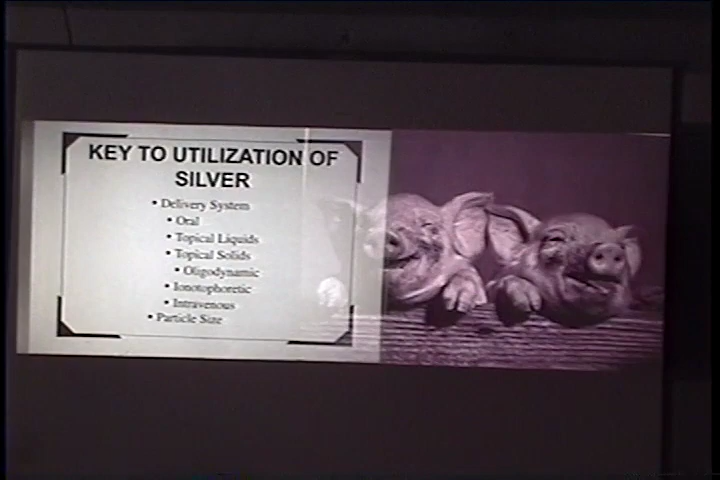 KEY TO UTILIZATION OF
SILVER
• Delivery System
• Oral
• Topical Liquids
• Topical Solids
• Oligodynamic
• Ionotophoretic
• Intravenous
• Particle Size